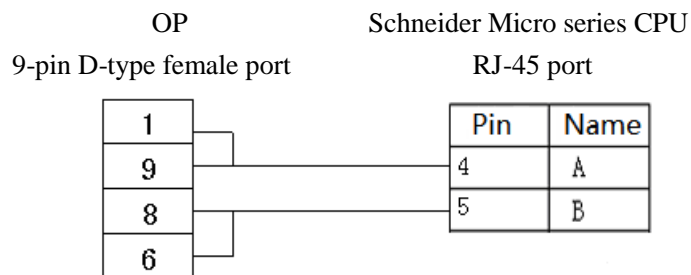 OP Schneider Micro series CPU
9-pin D-type female port RJ-45 port
1
Pin Name
9
4 A
8
5 B
6